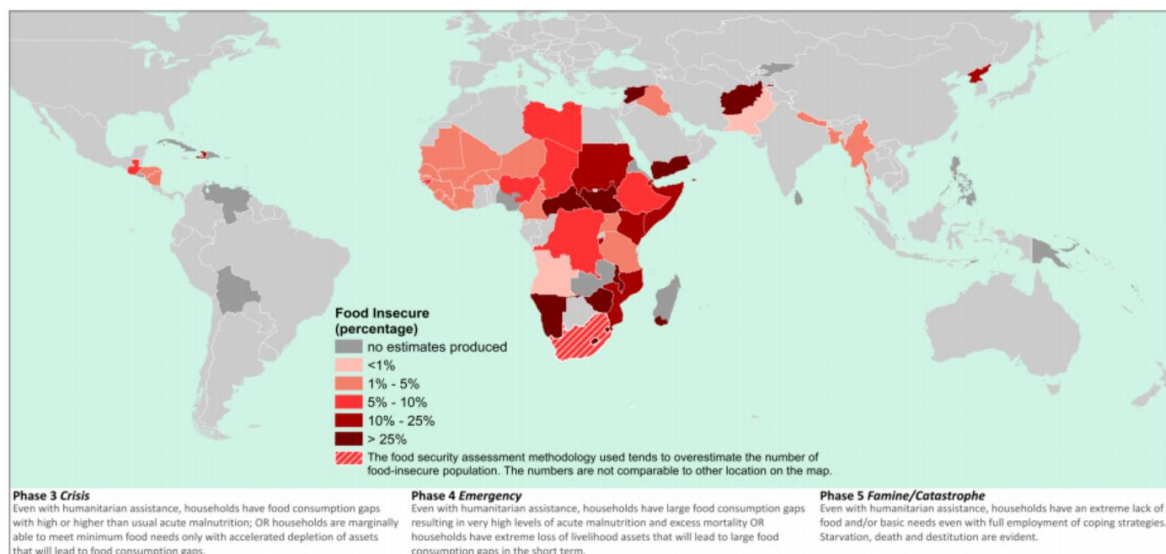 Food Insecure
(percentage)
no estimates produced
<1%
1% - 5%
5% - 10%
10% - 25%
> 25%
The food security assessment methodology used tends to overestimate the number of
food-insecure population. The numbers are not comparable to other location on the map.
Phase 3 Crisis
Even with humanitarian assistance, households have food consumption gaps
with high or higher than usual acute malnutrition; OR households are marginally
able to meet minimum food needs only with accelerated depletion of assets
that will lead to food consumption gaps.
Phase 4 Emergency
Even with humanitarian assistance, households have large food consumption gaps
resulting in very high levels of acute malnutrition and excess mortality OR
households have extreme loss of livelihood assets that will lead to large food
consumption gaps in the short term.
Phase 5 Famine/Catastrophe
Even with humanitarian assistance, households have an extreme lack of
food and/or basic needs even with full employment of coping strategies.
Starvation, death and destitution are evident.